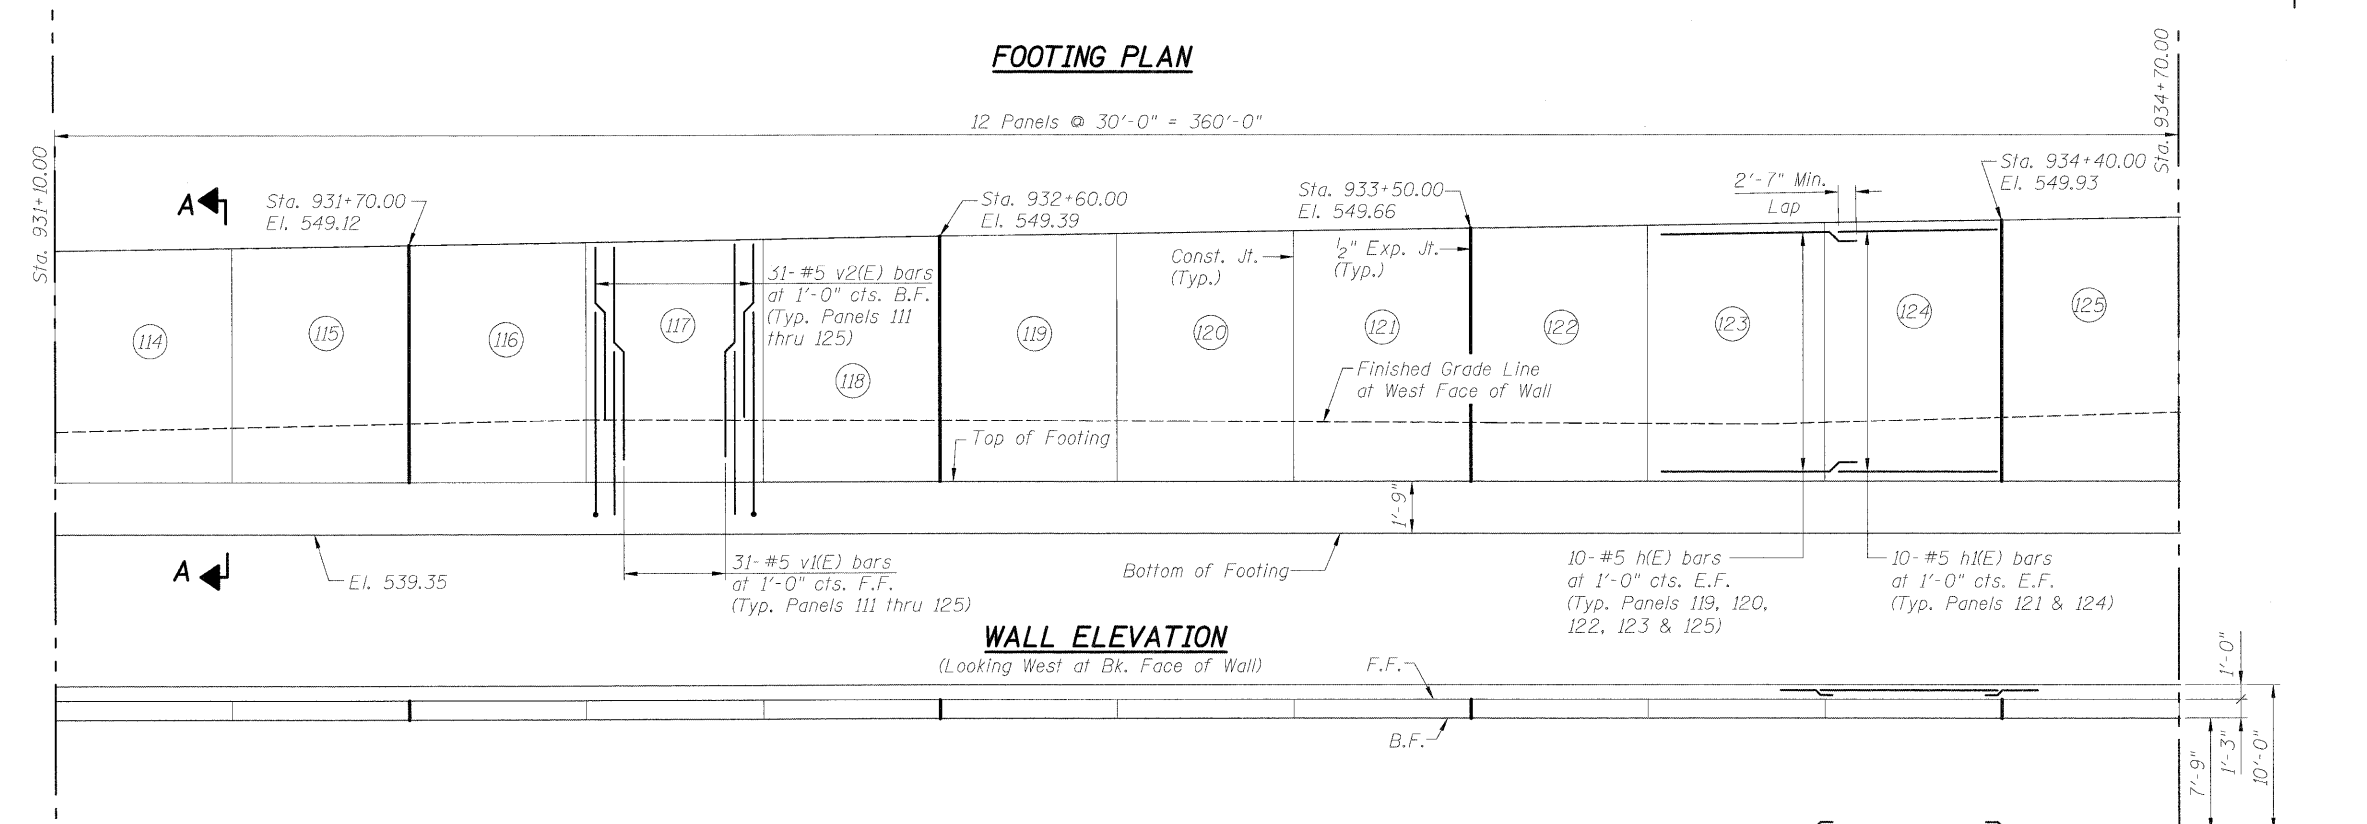 FOOTING PLAN
12 Panels @ 30'-0" = 360'-0"
Sta. 931+10.00
Sta. 934+70.00
A
Sta. 931+70.00
El. 549.12
Sta. 932+60.00
El. 549.39
Sta. 933+50.00
El. 549.66
2'-7" Min.
Lap
Sta. 934+40.00
El. 549.93
Const. Jt.
(Typ.)
1/2" Exp. Jt.
(Typ.)
31-#5 v2(E) bars
at 1'-0" cts. B.F.
(Typ. Panels 111
thru 125)
114
115
116
117
118
119
120
121
122
123
124
125
Finished Grade Line
at West Face of Wall
Top of Footing
1'-9"
A
El. 539.35
31-#5 v1(E) bars
at 1'-0" cts. F.F.
(Typ. Panels 111 thru 125)
Bottom of Footing
10-#5 h(E) bars
at 1'-0" cts. E.F.
(Typ. Panels 119, 120,
122, 123 & 125)
10-#5 h1(E) bars
at 1'-0" cts. E.F.
(Typ. Panels 121 & 124)
WALL ELEVATION
(Looking West at Bk. Face of Wall)
F.F.
B.F.
1'-0"
7'-9"
1'-3"
10'-0"